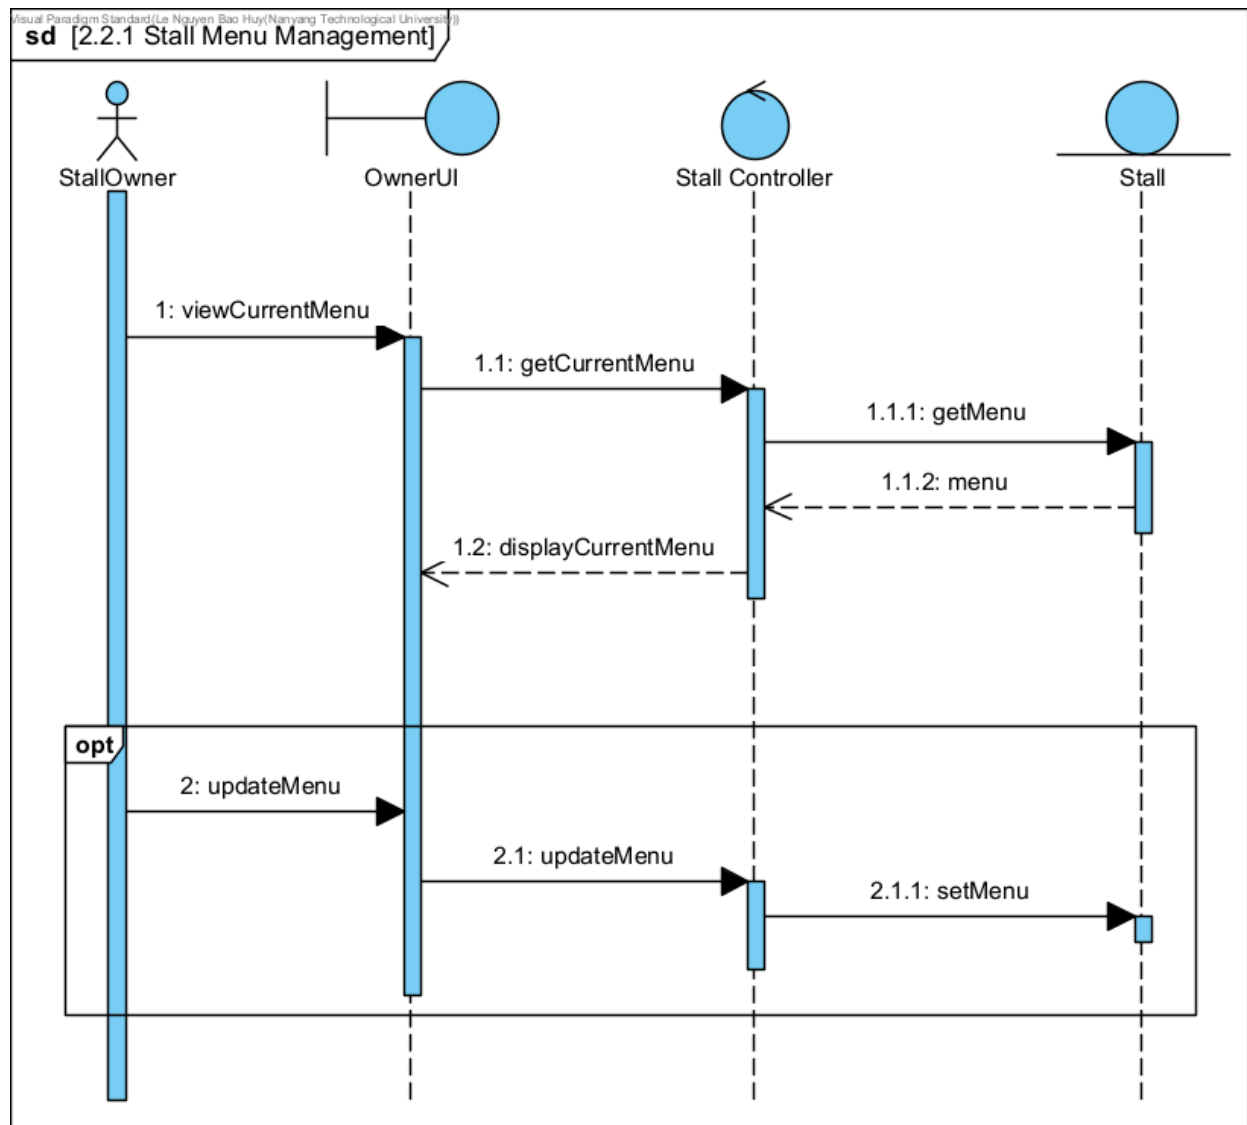 Visual Paradigm Standard(Le Nguyen Bao Huy(Nanyang Technological University))
sd [2.2.1 Stall Menu Management]
StallOwner
OwnerUI
Stall Controller
Stall
1: viewCurrentMenu
1.1: getCurrentMenu
1.1.1: getMenu
1.1.2: menu
1.2: displayCurrentMenu
opt
2: updateMenu
2.1: updateMenu
2.1.1: setMenu